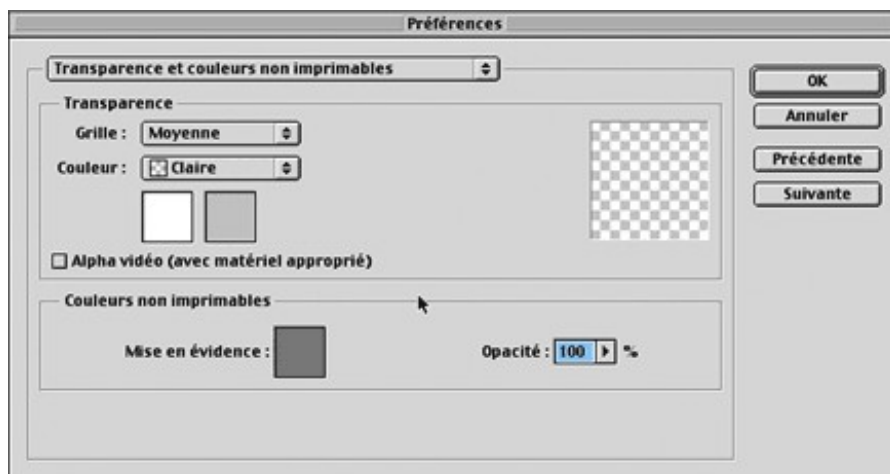 Préférences
Transparence et couleurs non imprimables
OK
Annuler
Précédente
Suivante
Transparence
Grille : Moyenne
Couleur : Claire
Alpha vidéo (avec matériel approprié)
Couleurs non imprimables
Mise en évidence :
Opacité : 100 %